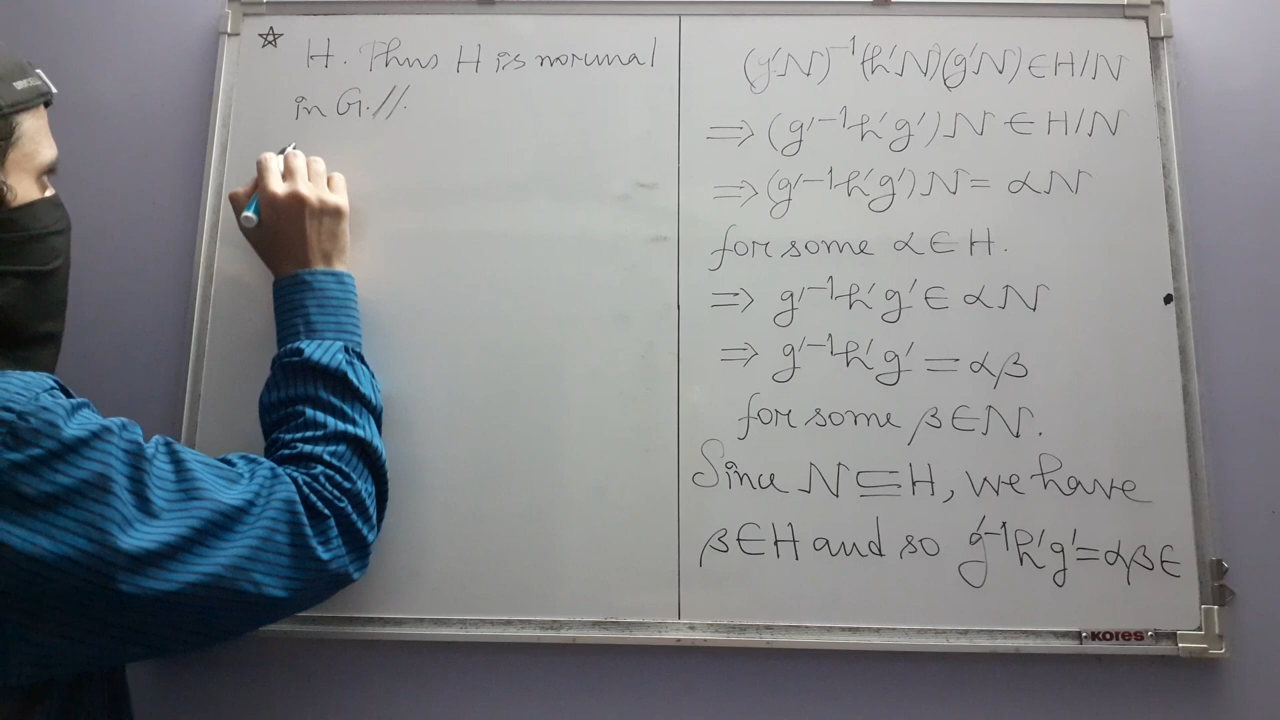 (g'N)⁻¹(h'N)(g'N) ∈ H/N
⟹ (g'⁻¹h'g')N ∈ H/N
⟹ (g'⁻¹h'g')N = αN
for some α ∈ H.
⟹ g'⁻¹h'g' ∈ αN
⟹ g'⁻¹h'g' = αβ
for some β ∈ N.
Since N ⊆ H, we have
β ∈ H and so g'⁻¹h'g' = αβ ∈
☆ H. Thus H is normal
in G.//.
KORES